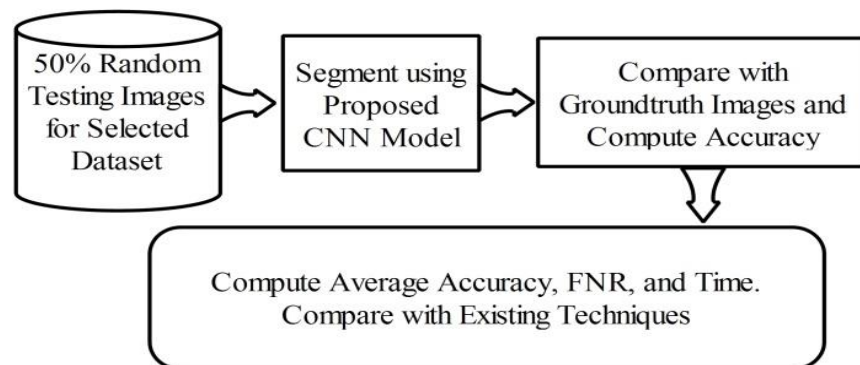 50% Random
Testing Images
for Selected
Dataset
Segment using
Proposed
CNN Model
Compare with
Groundtruth Images and
Compute Accuracy
Compute Average Accuracy, FNR, and Time.
Compare with Existing Techniques